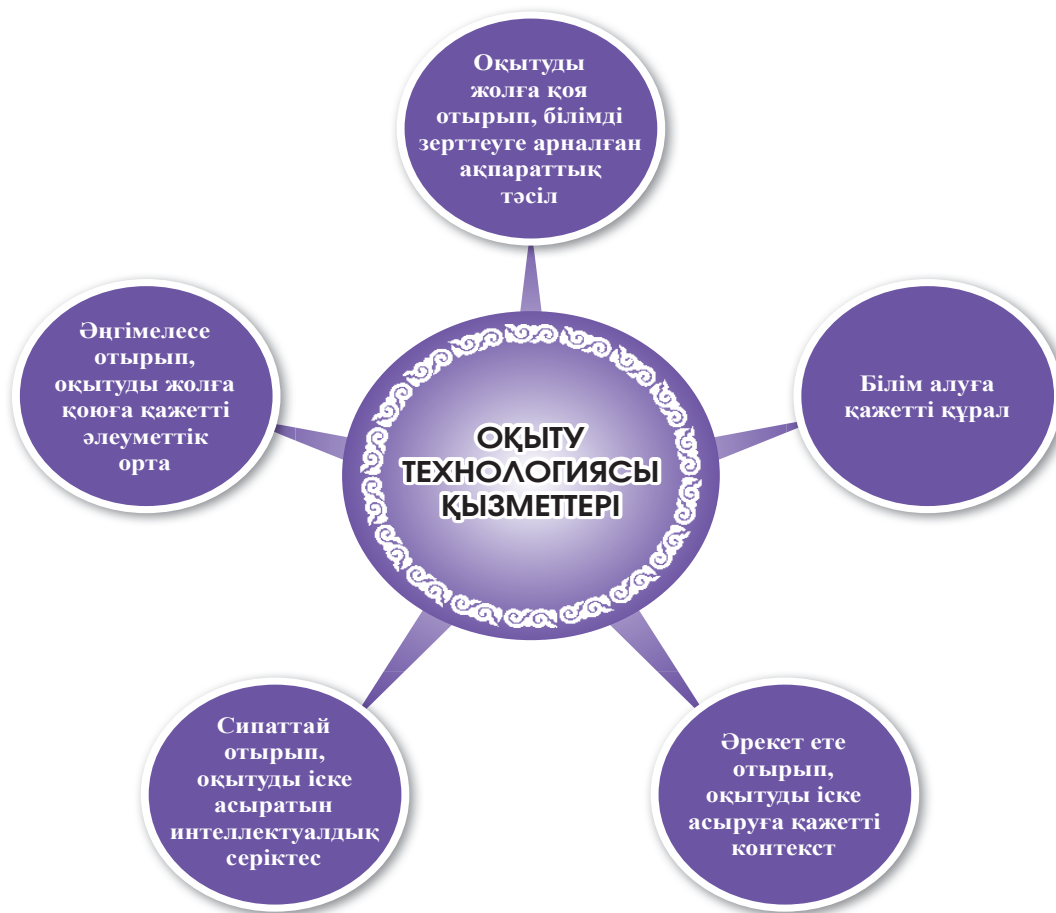 Оқытуды
жолға қоя
отырып, білімді
зерттеуге арналған
ақпараттық
тәсіл
Әңгімелесе
отырып,
оқытуды жолға
қоюға қажетті
әлеуметтік
орта
Білім алуға
қажетті құрал
ОҚЫТУ
ТЕХНОЛОГИЯСЫ
ҚЫЗМЕТТЕРІ
Сипаттай
отырып,
оқытуды іске
асыратын
интеллектуалдық
серіктес
Әрекет ете
отырып,
оқытуды іске
асыруға қажетті
контекст